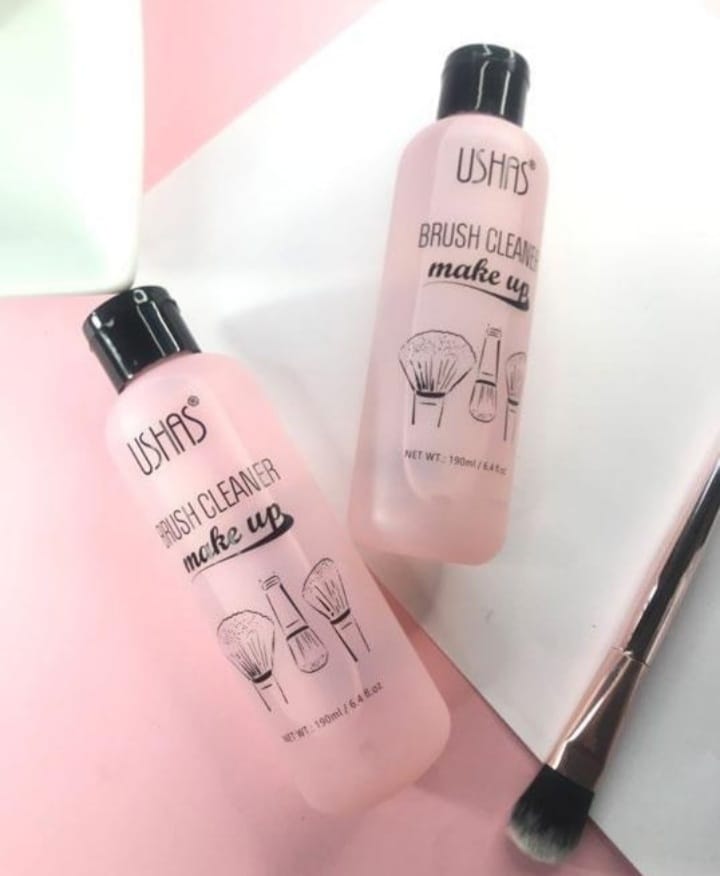 USHAS®
BRUSH CLEANER
make up
NET WT.: 190ml / 6.4 fl.oz
USHAS®
BRUSH CLEANER
make up
NET WT.: 190ml / 6.4 fl.oz